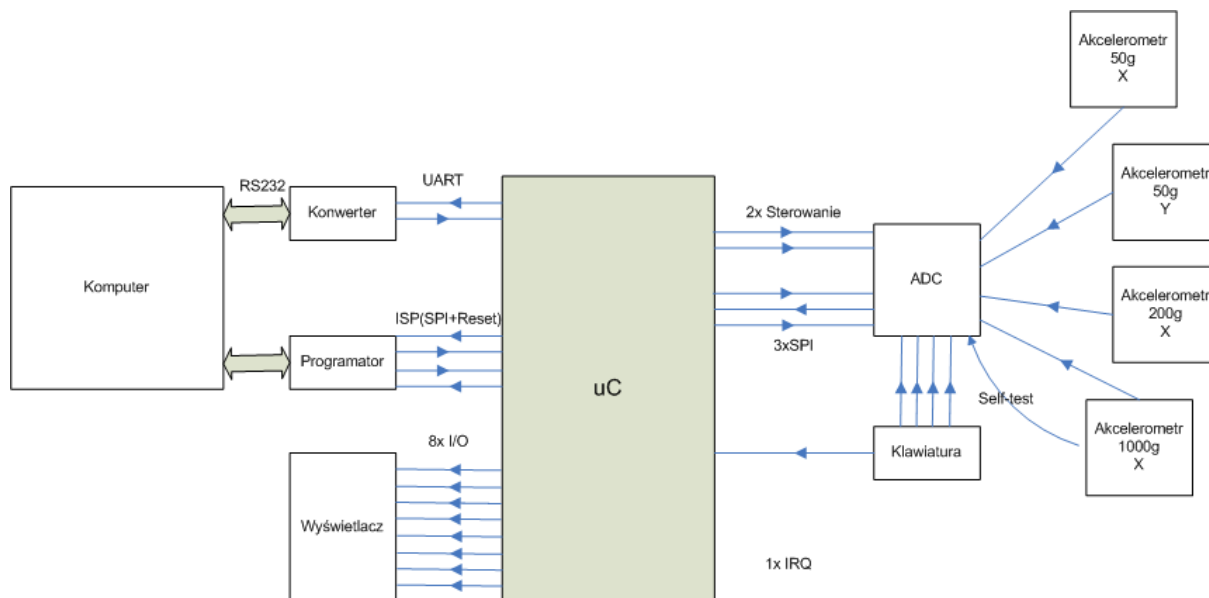 Akcelerometr
50g
X
RS232
UART
Konwerter
Komputer
2x Sterowanie
ADC
Akcelerometr
50g
Y
Akcelerometr
200g
X
ISP(SPI+Reset)
Programator
3xSPI
uC
Self-test
Akcelerometr
1000g
X
8x I/O
Klawiatura
Wyświetlacz
1x IRQ